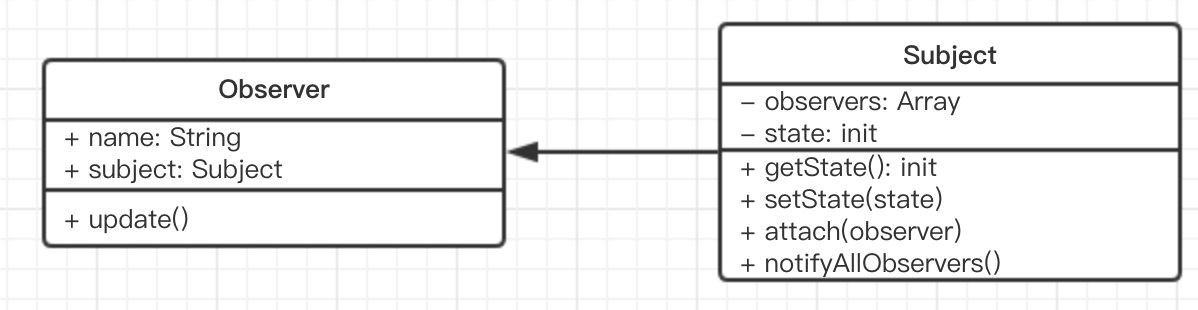 Observer
+ name: String
+ subject: Subject
+ update()
Subject
– observers: Array
– state: init
+ getState(): init
+ setState(state)
+ attach(observer)
+ notifyAllObservers()